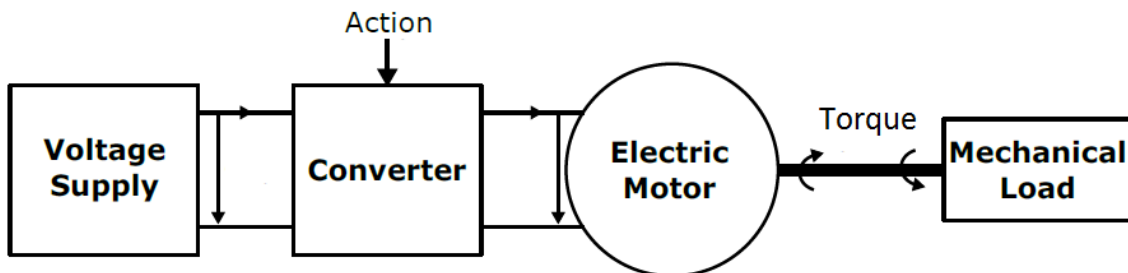 Action
Voltage
Supply
Converter
Electric
Motor
Torque
Mechanical
Load